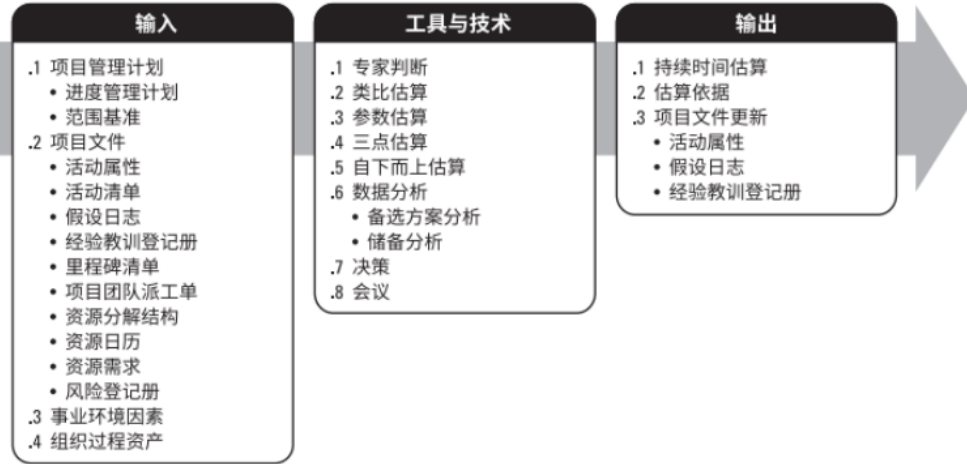 输入
.1 项目管理计划
• 进度管理计划
• 范围基准
.2 项目文件
• 活动属性
• 活动清单
• 假设日志
• 经验教训登记册
• 里程碑清单
• 项目团队派工单
• 资源分解结构
• 资源日历
• 资源需求
• 风险登记册
.3 事业环境因素
.4 组织过程资产
工具与技术
.1 专家判断
.2 类比估算
.3 参数估算
.4 三点估算
.5 自下而上估算
.6 数据分析
• 备选方案分析
• 储备分析
.7 决策
.8 会议
输出
.1 持续时间估算
.2 估算依据
.3 项目文件更新
• 活动属性
• 假设日志
• 经验教训登记册